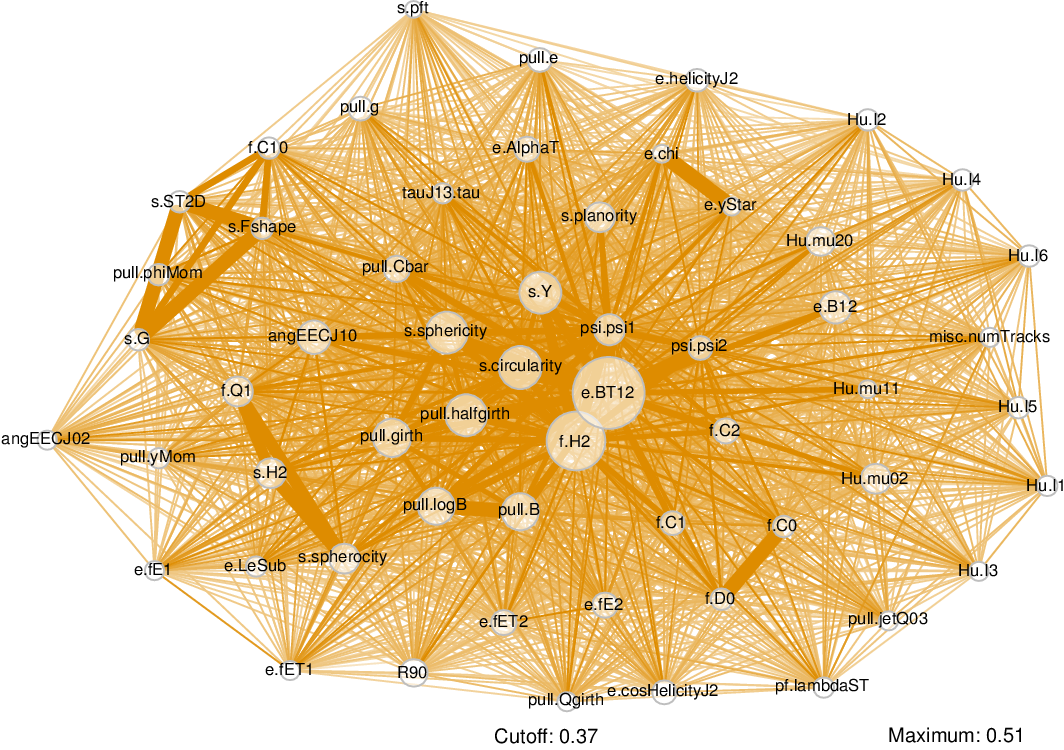 s.pft
pull.e
e.helicityJ2
pull.g
Hu.I2
f.C10
e.AlphaT
e.chi
Hu.I4
tauJ13.tau
s.ST2D
e.yStar
s.planority
s.Fshape
Hu.mu20
Hu.I6
pull.Cbar
pull.phiMom
s.Y
e.B12
psi.psi1
s.sphericity
angEECJ10
s.G
misc.numTracks
psi.psi2
s.circularity
f.Q1
e.BT12
Hu.mu11
Hu.I5
pull.halfgirth
f.C2
pull.girth
angEECJ02
f.H2
pull.yMom
s.H2
Hu.mu02
Hu.I1
pull.logB
pull.B
f.C1
f.C0
s.spherocity
e.LeSub
e.fE1
Hu.I3
f.D0
e.fE2
e.fET2
pull.jetQ03
e.fET1
R90
pf.lambdaST
e.cosHelicityJ2
pull.Qgirth
Cutoff: 0.37
Maximum: 0.51